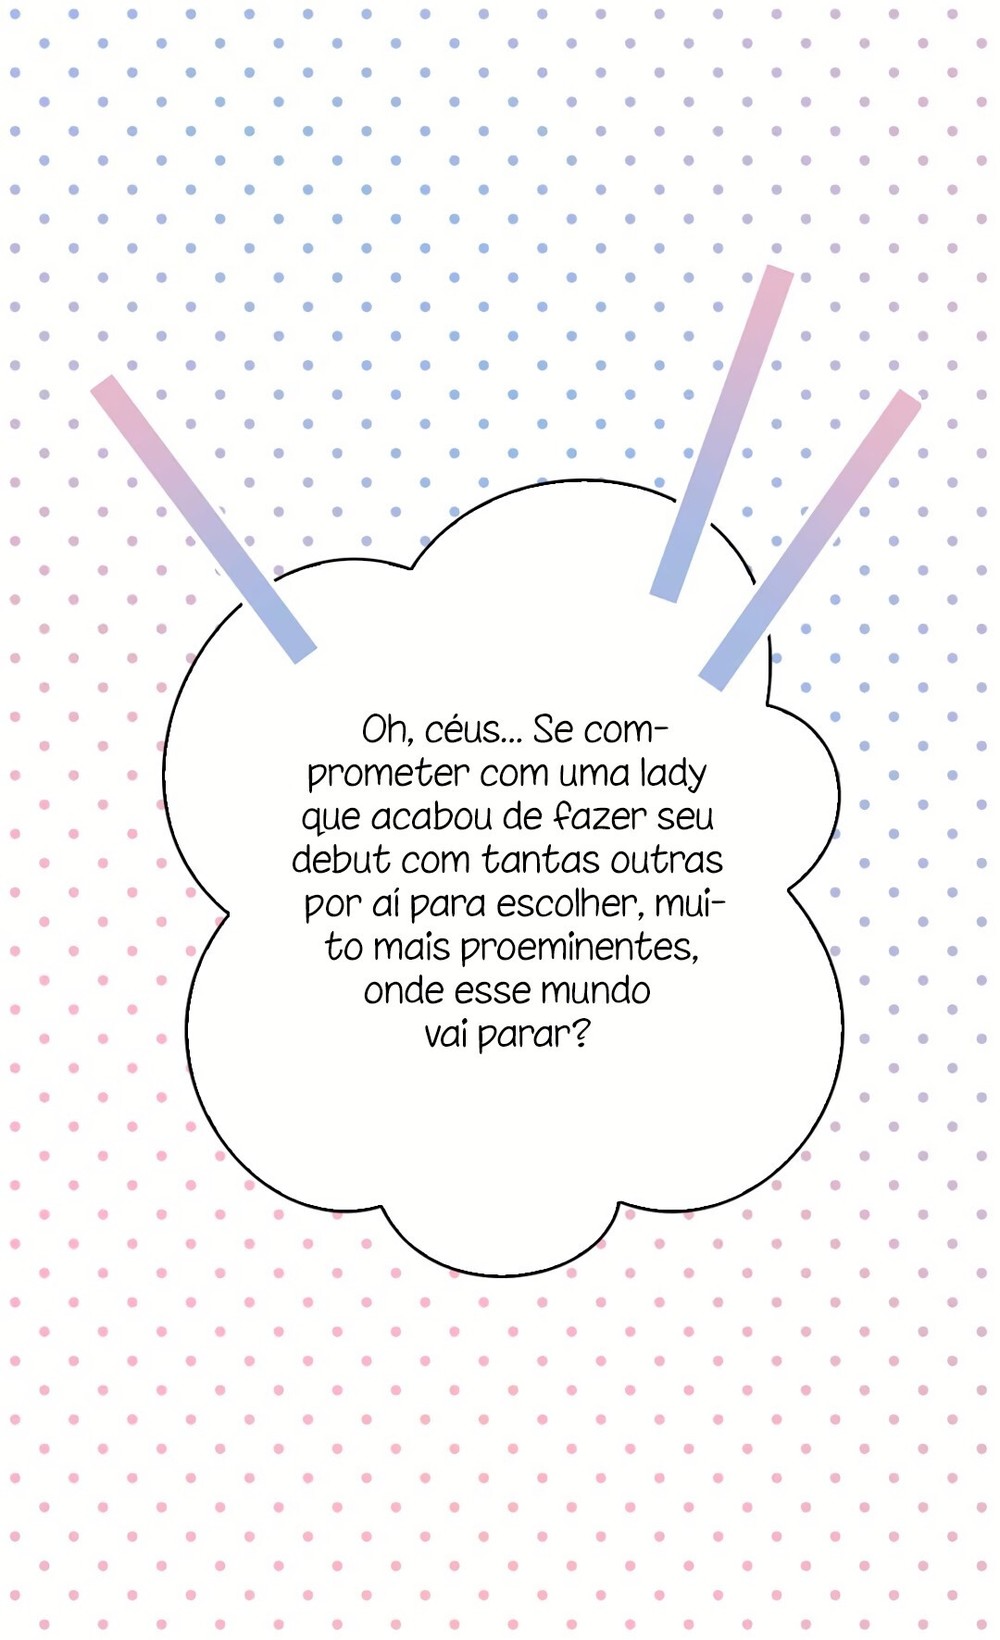 Oh, céus... Se com-
prometer com uma lady
que acabou de fazer seu
debut com tantas outras
por aí para escolher, mui-
to mais proeminentes,
onde esse mundo
vai parar?